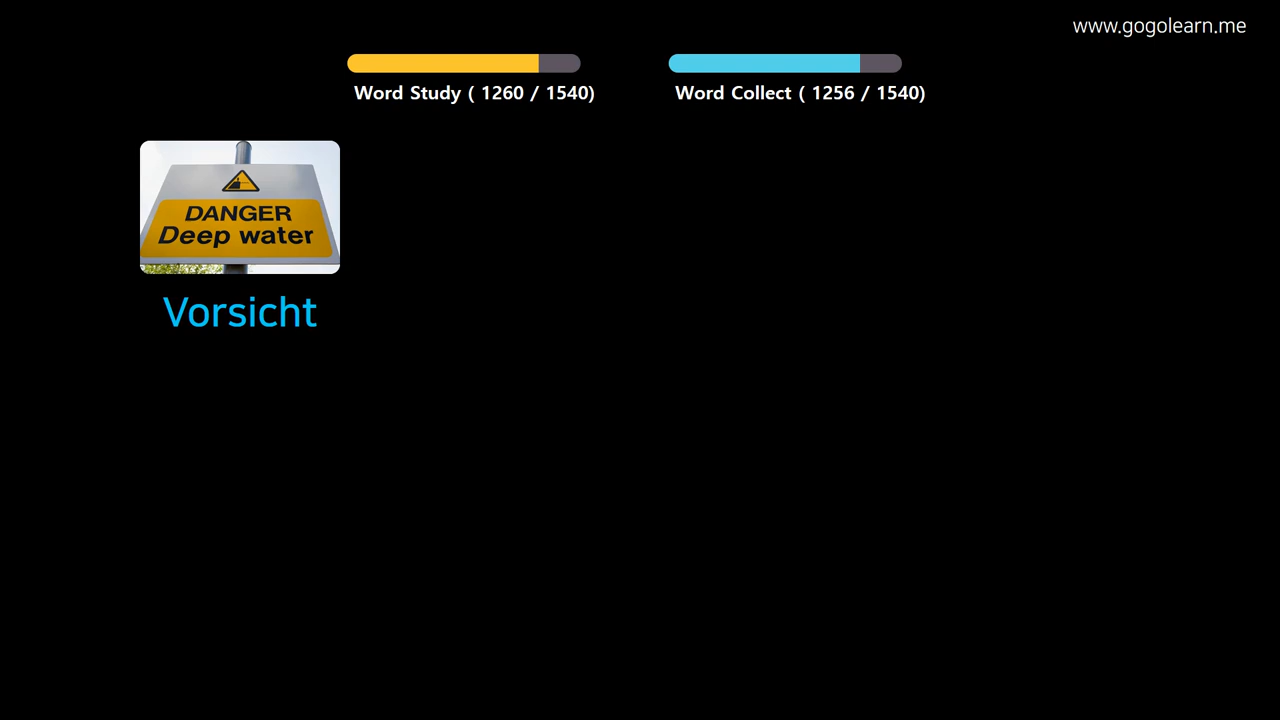 www.gogolearn.me
Word Study ( 1260 / 1540)
Word Collect ( 1256 / 1540)
DANGER
Deep water
Vorsicht